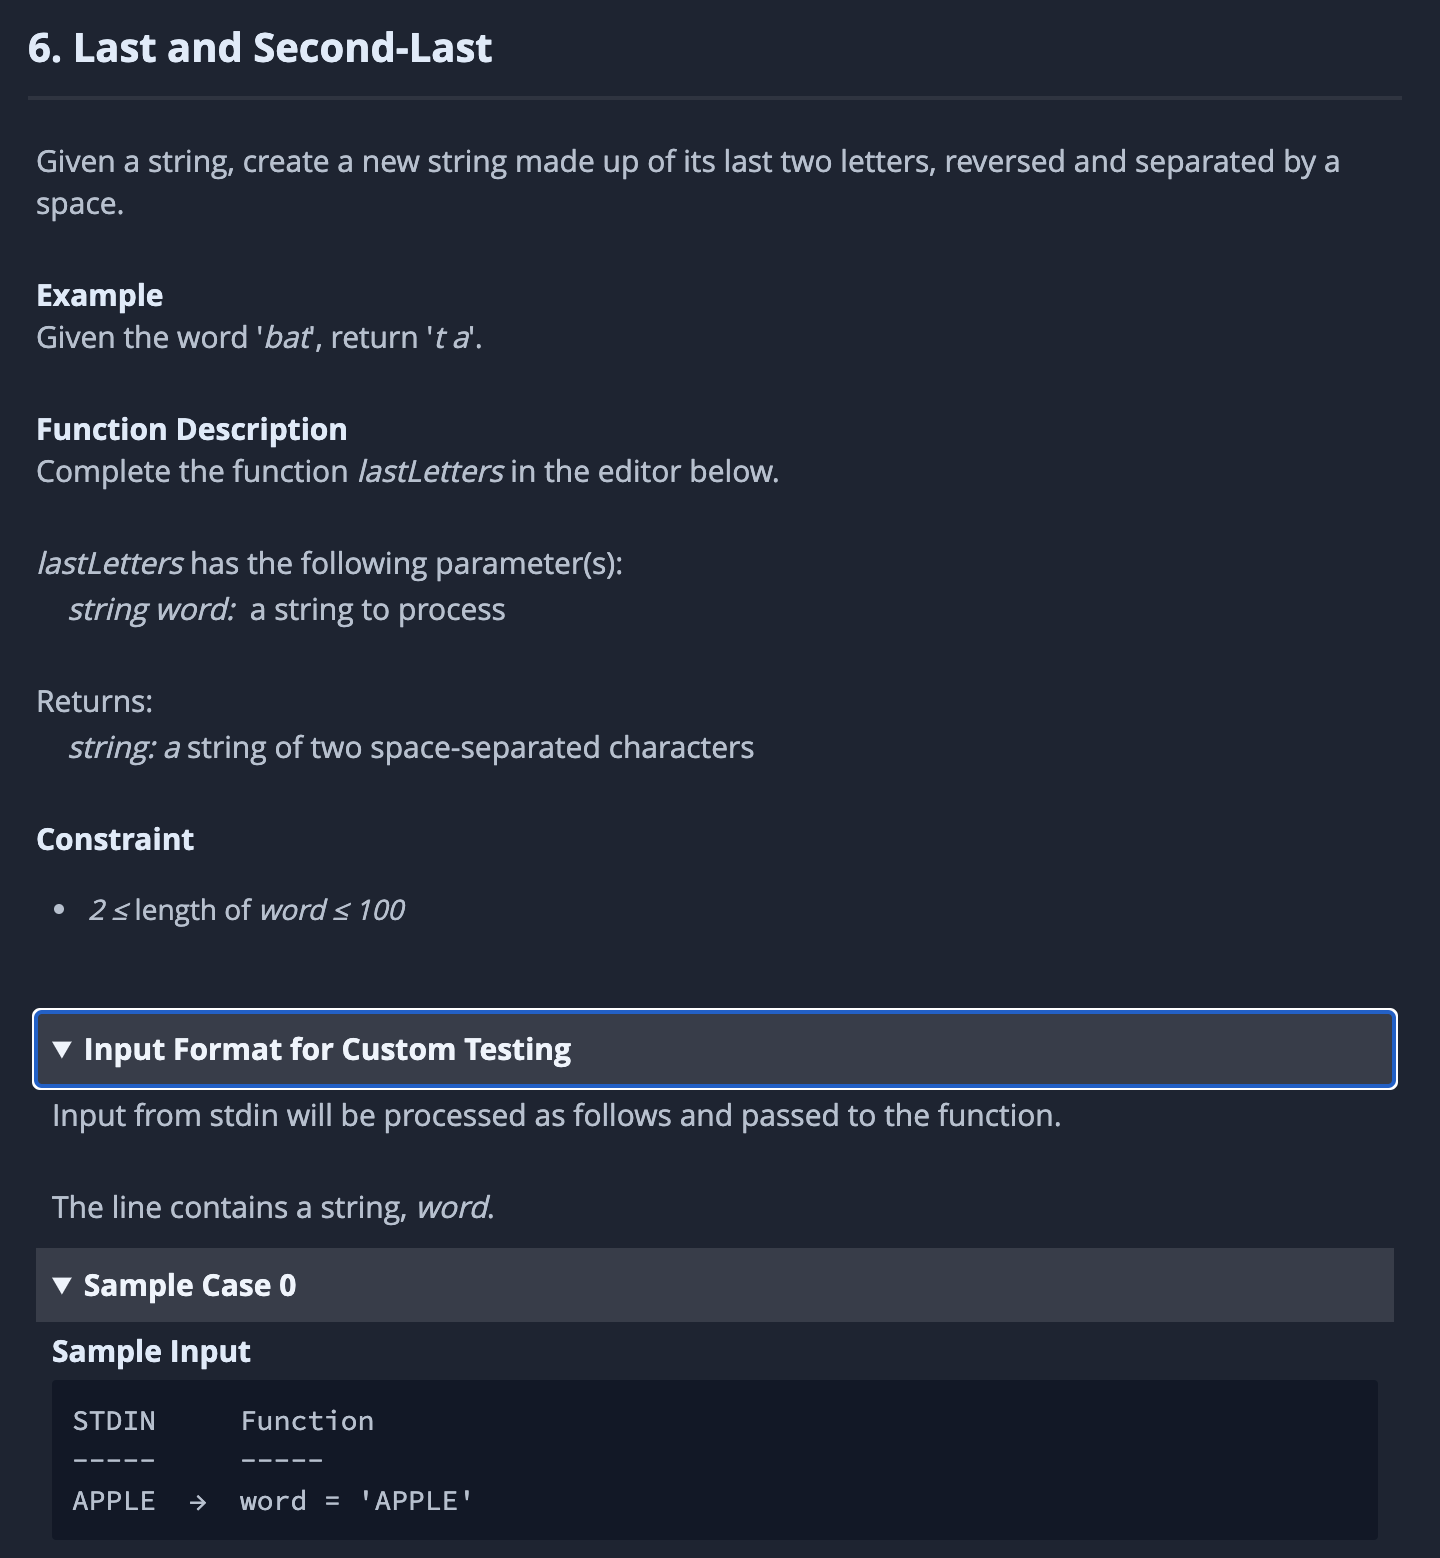 6. Last and Second-Last
Given a string, create a new string made up of its last two letters, reversed and separated by a
space.
Example
Given the word 'bat', return 't a'.
Function Description
Complete the function lastLetters in the editor below.
lastLetters has the following parameter(s):
string word: a string to process
Returns:
string: a string of two space-separated characters
Constraint
• 2 ≤ length of word ≤ 100
▼ Input Format for Custom Testing
Input from stdin will be processed as follows and passed to the function.
The line contains a string, word.
▼ Sample Case 0
Sample Input
STDIN Function
----- -----
APPLE → word = 'APPLE'